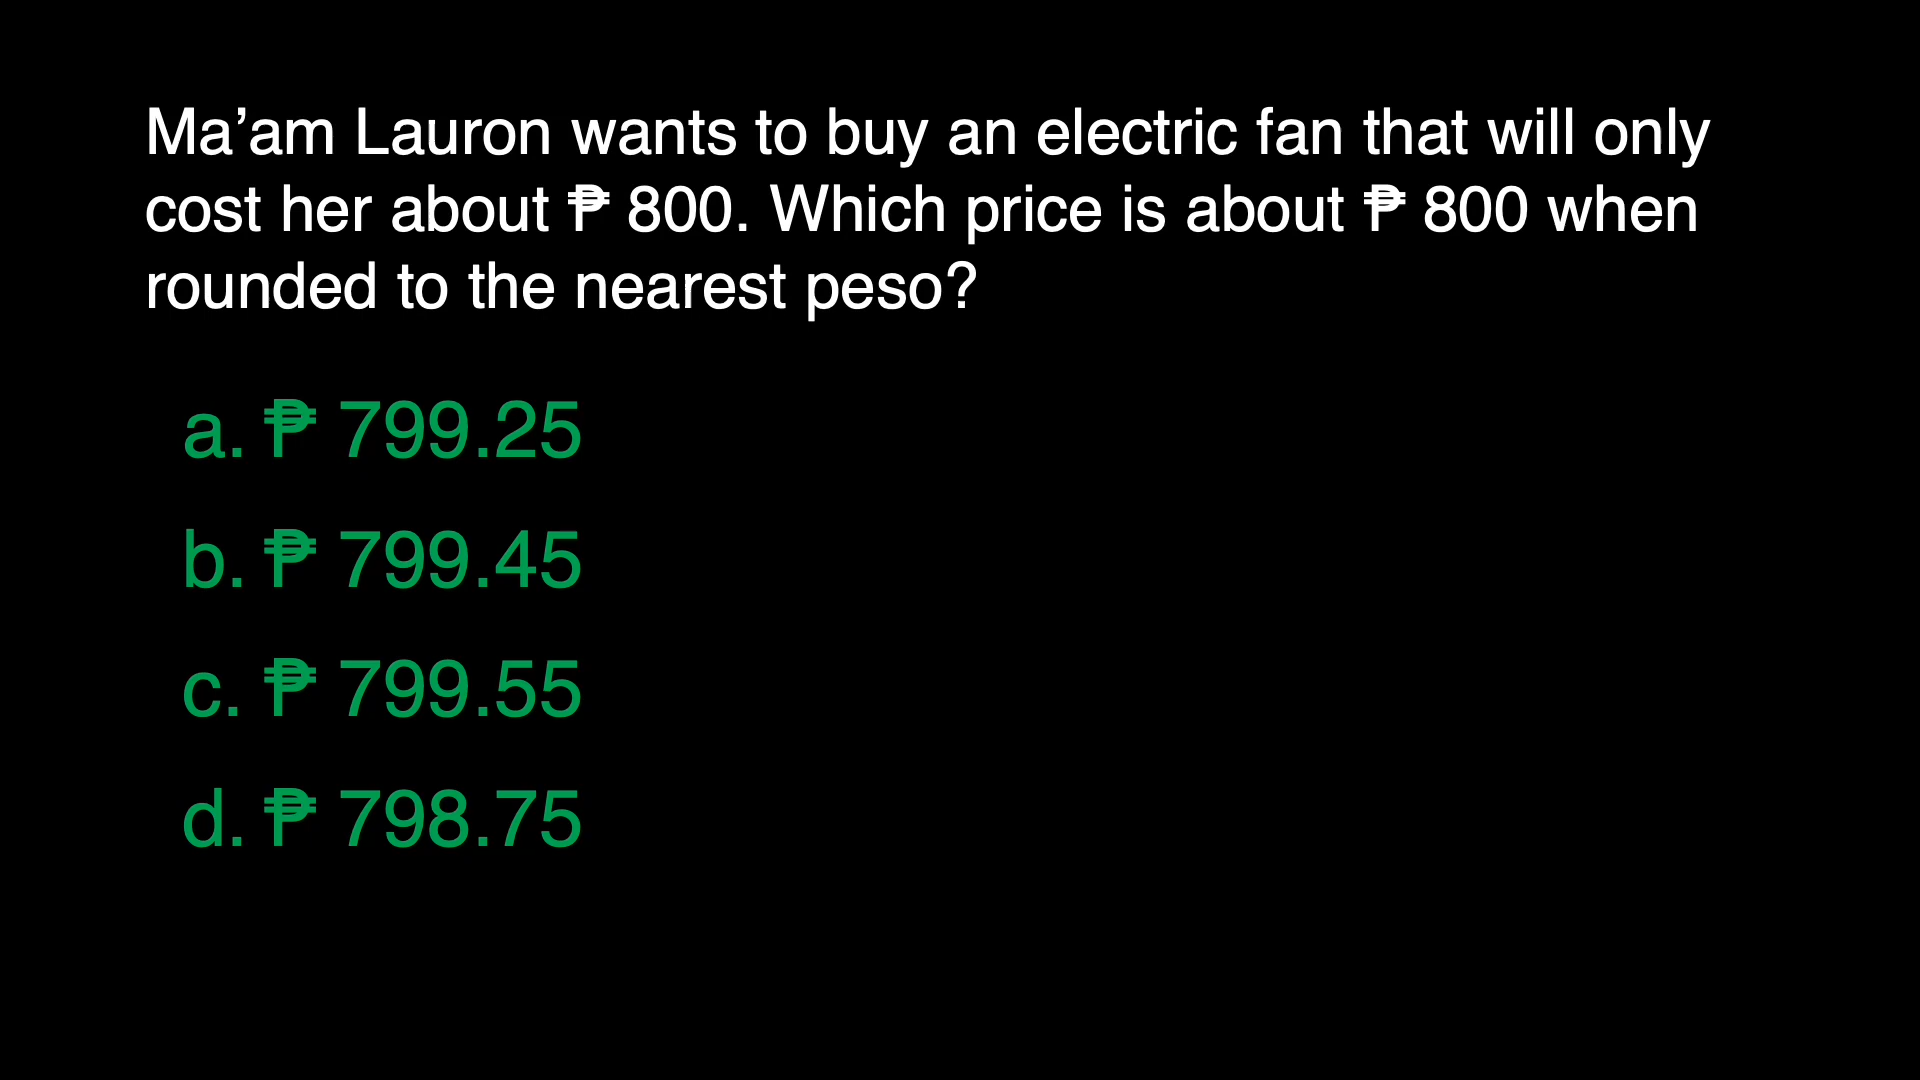 Ma’am Lauron wants to buy an electric fan that will only
cost her about ₱ 800. Which price is about ₱ 800 when
rounded to the nearest peso?
a. ₱ 799.25
b. ₱ 799.45
c. ₱ 799.55
d. ₱ 798.75